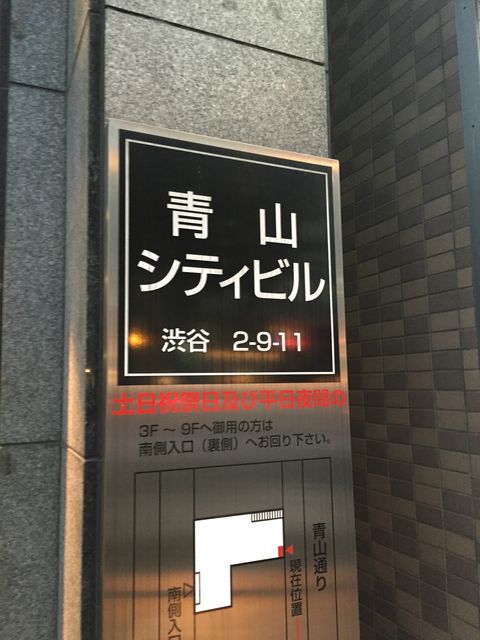 青山
シティビル
渋谷 2-9-11
土日祝祭日及び平日夜間の
3F～9Fへ御用の方は
南側入口（裏側）へお回り下さい。
青山通り
現在位置
南側入口